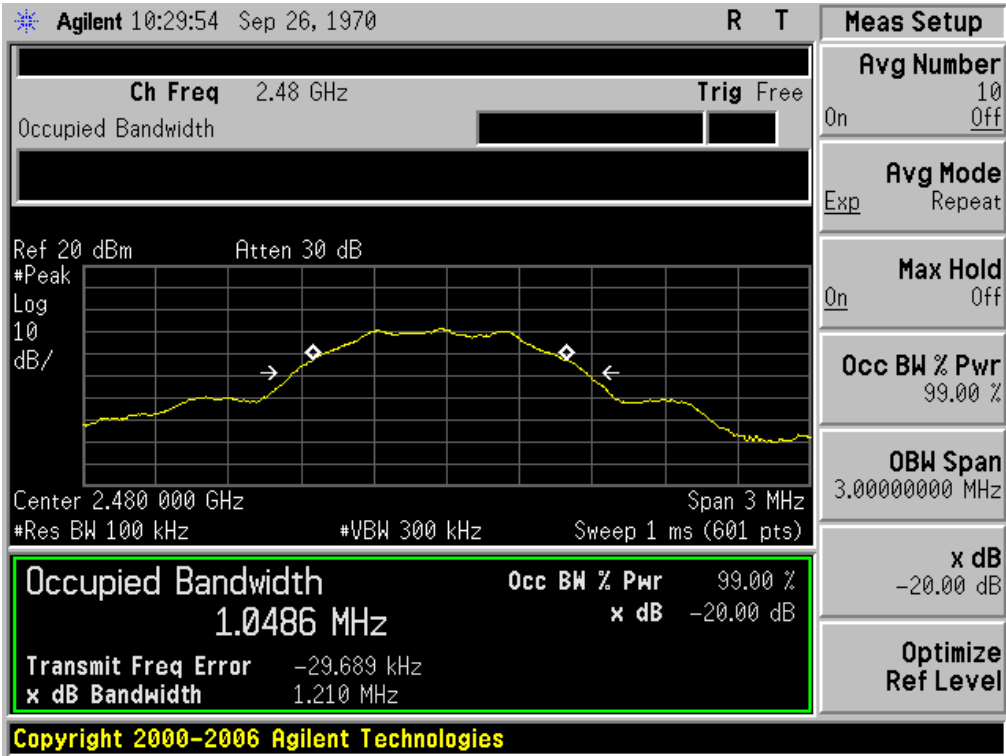 Agilent 10:29:54 Sep 26, 1970 R T
Ch Freq 2.48 GHz Trig Free
Occupied Bandwidth
Ref 20 dBm Atten 30 dB
#Peak
Log
10
dB/
Center 2.480 000 GHz Span 3 MHz
#Res BW 100 kHz #VBW 300 kHz Sweep 1 ms (601 pts)
Occupied Bandwidth Occ BW % Pwr 99.00 %
1.0486 MHz x dB -20.00 dB
Transmit Freq Error -29.689 kHz
x dB Bandwidth 1.210 MHz
Copyright 2000-2006 Agilent Technologies
Meas Setup
Avg Number
10
On Off
Avg Mode
Exp Repeat
Max Hold
On Off
Occ BW % Pwr
99.00 %
OBW Span
3.00000000 MHz
x dB
-20.00 dB
Optimize
Ref Level